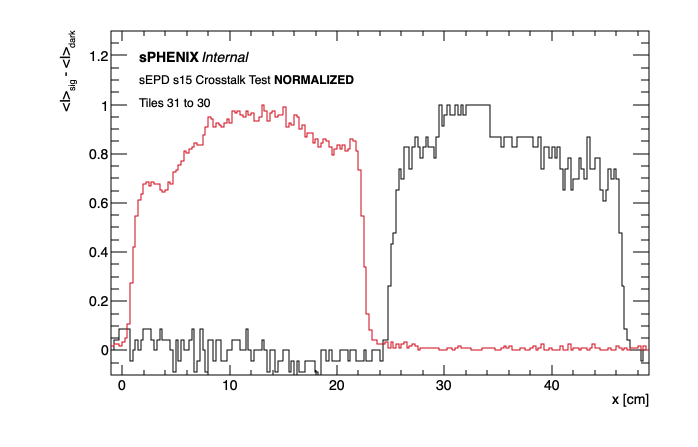 <I>sig - <I>dark
sPHENIX Internal
sEPD s15 Crosstalk Test NORMALIZED
Tiles 31 to 30
1.2
1
0.8
0.6
0.4
0.2
0
0 10 20 30 40
x [cm]